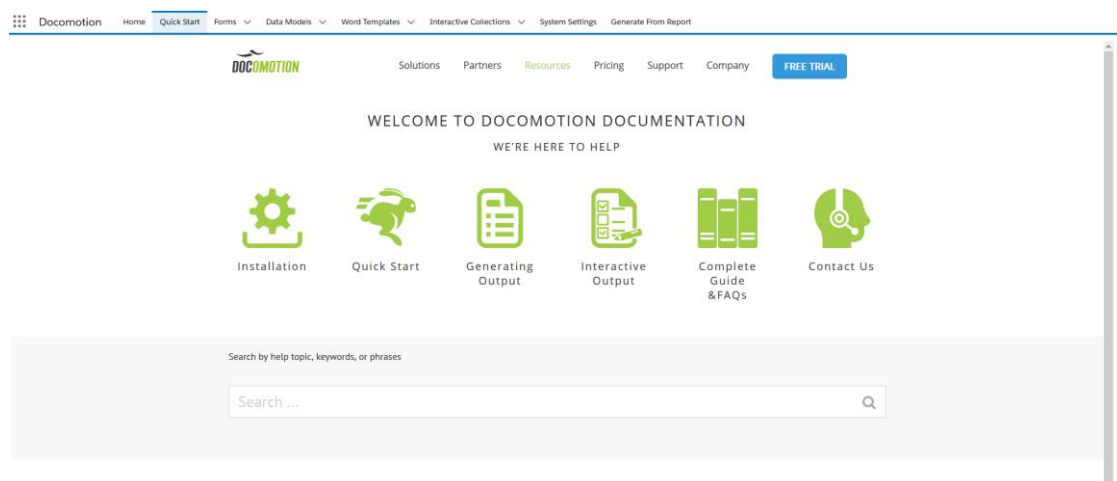 Docomotion Home Quick Start Forms Data Models Word Templates Interactive Collections System Settings Generate From Report
DOCOMOTION Solutions Partners Resources Pricing Support Company FREE TRIAL
WELCOME TO DOCOMOTION DOCUMENTATION
WE'RE HERE TO HELP
Installation
Quick Start
Generating
Output
Interactive
Output
Complete
Guide
&FAQs
Contact Us
Search by help topic, keywords, or phrases
Search ...